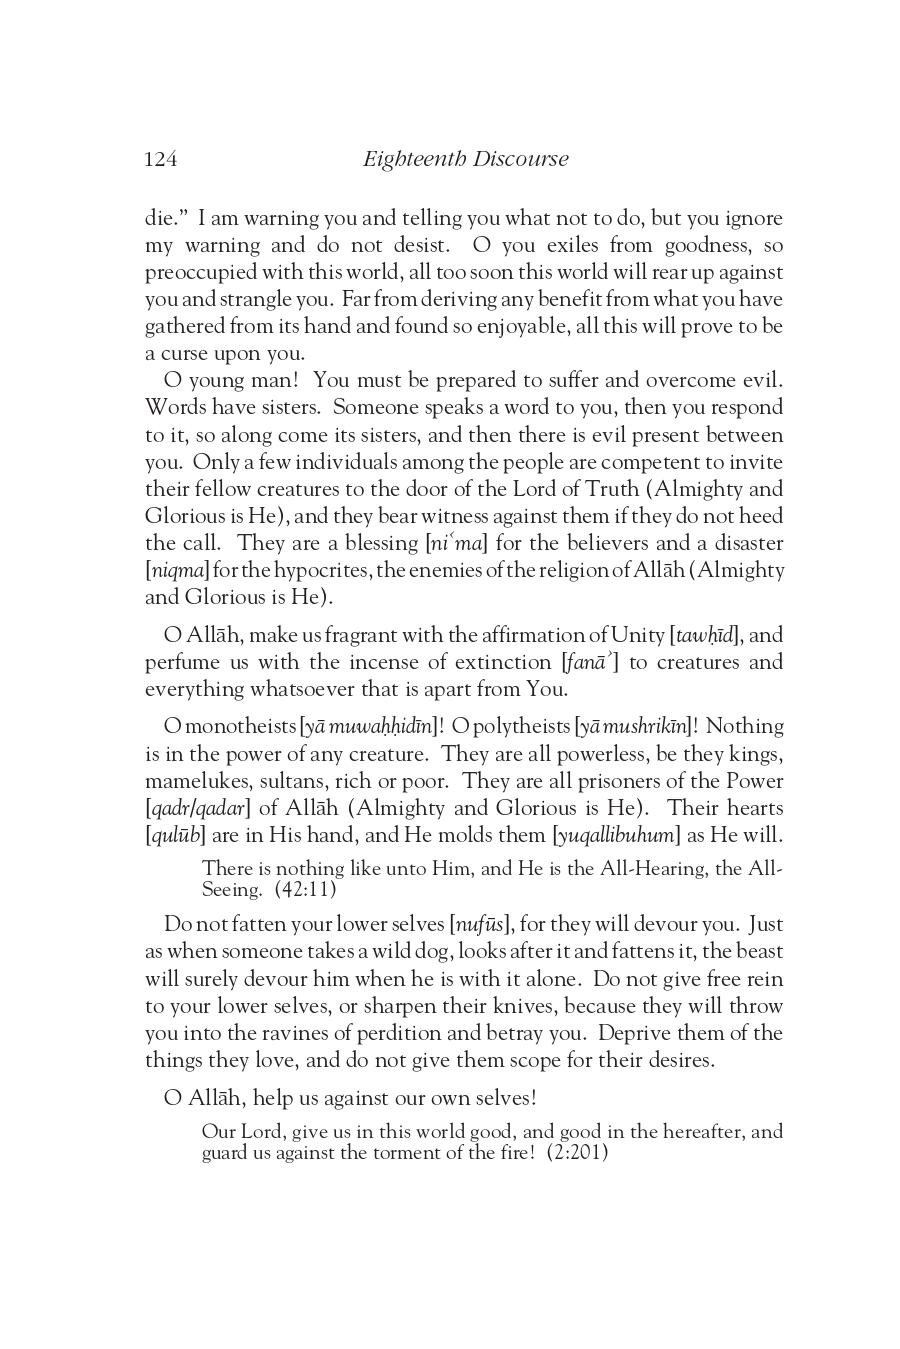 124 Eighteenth Discourse
die.” I am warning you and telling you what not to do, but you ignore
my warning and do not desist. O you exiles from goodness, so
preoccupied with this world, all too soon this world will rear up against
you and strangle you. Far from deriving any benefit from what you have
gathered from its hand and found so enjoyable, all this will prove to be
a curse upon you.
O young man! You must be prepared to suffer and overcome evil.
Words have sisters. Someone speaks a word to you, then you respond
to it, so along come its sisters, and then there is evil present between
you. Only a few individuals among the people are competent to invite
their fellow creatures to the door of the Lord of Truth (Almighty and
Glorious is He), and they bear witness against them if they do not heed
the call. They are a blessing [niʿma] for the believers and a disaster
[niqma] for the hypocrites, the enemies of the religion of Allāh (Almighty
and Glorious is He).
O Allāh, make us fragrant with the affirmation of Unity [tawḥīd], and
perfume us with the incense of extinction [fanāʾ] to creatures and
everything whatsoever that is apart from You.
O monotheists [yā muwaḥḥidīn]! O polytheists [yā mushrikīn]! Nothing
is in the power of any creature. They are all powerless, be they kings,
mamelukes, sultans, rich or poor. They are all prisoners of the Power
[qadr/qadar] of Allāh (Almighty and Glorious is He). Their hearts
[qulūb] are in His hand, and He molds them [yuqallibuhum] as He will.
There is nothing like unto Him, and He is the All-Hearing, the All-
Seeing. (42:11)
Do not fatten your lower selves [nufūs], for they will devour you. Just
as when someone takes a wild dog, looks after it and fattens it, the beast
will surely devour him when he is with it alone. Do not give free rein
to your lower selves, or sharpen their knives, because they will throw
you into the ravines of perdition and betray you. Deprive them of the
things they love, and do not give them scope for their desires.
O Allāh, help us against our own selves!
Our Lord, give us in this world good, and good in the hereafter, and
guard us against the torment of the fire! (2:201)